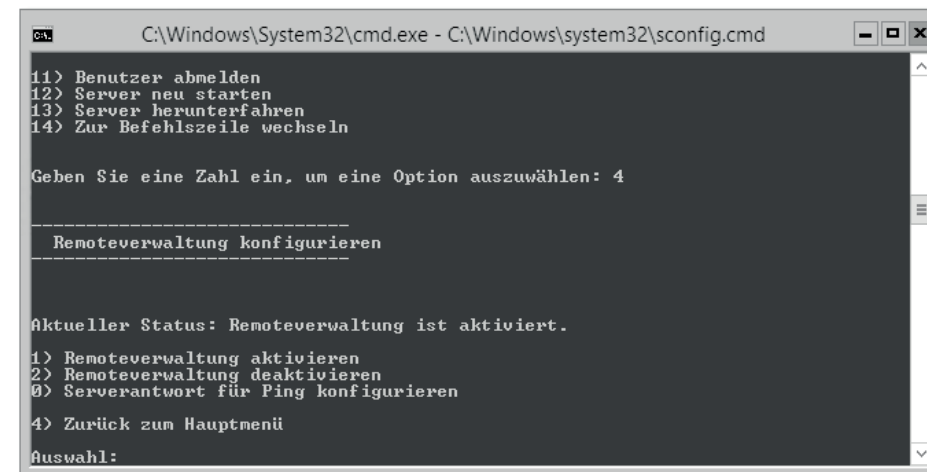 C:\Windows\System32\cmd.exe - C:\Windows\system32\sconfig.cmd
11) Benutzer abmelden
12) Server neu starten
13) Server herunterfahren
14) Zur Befehlszeile wechseln
Geben Sie eine Zahl ein, um eine Option auszuwählen: 4
Remoteverwaltung konfigurieren
Aktueller Status: Remoteverwaltung ist aktiviert.
1) Remoteverwaltung aktivieren
2) Remoteverwaltung deaktivieren
0) Serverantwort für Ping konfigurieren
4) Zurück zum Hauptmenü
Auswahl: